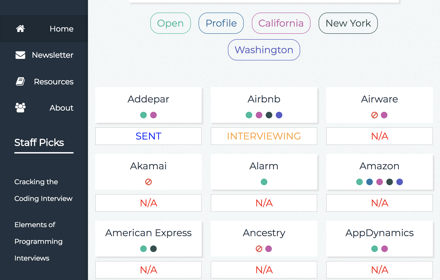 Home
Newsletter
Resources
About
Staff Picks
Cracking the
Coding Interview
Elements of
Programming
Interviews
Open Profile California New York
Washington
Addepar Airbnb Airware
SENT INTERVIEWING N/A
Akamai Alarm Amazon
N/A N/A N/A
American Express Ancestry AppDynamics
N/A N/A N/A